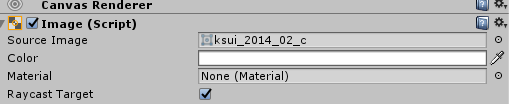 Canvas Renderer
Image (Script)
Source Image ksui_2014_02_c
Color
Material None (Material)
Raycast Target